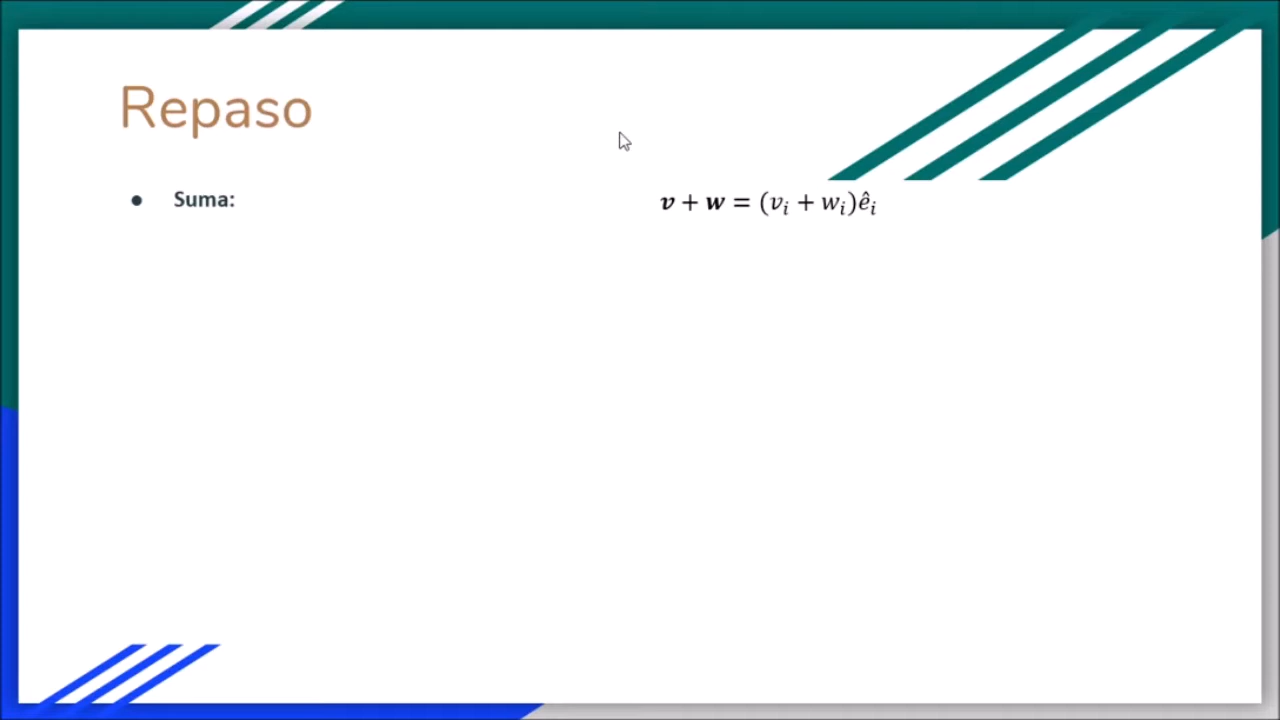 Repaso
● Suma: 𝒗 + 𝒘 = (𝑣ᵢ + 𝑤ᵢ)êᵢ